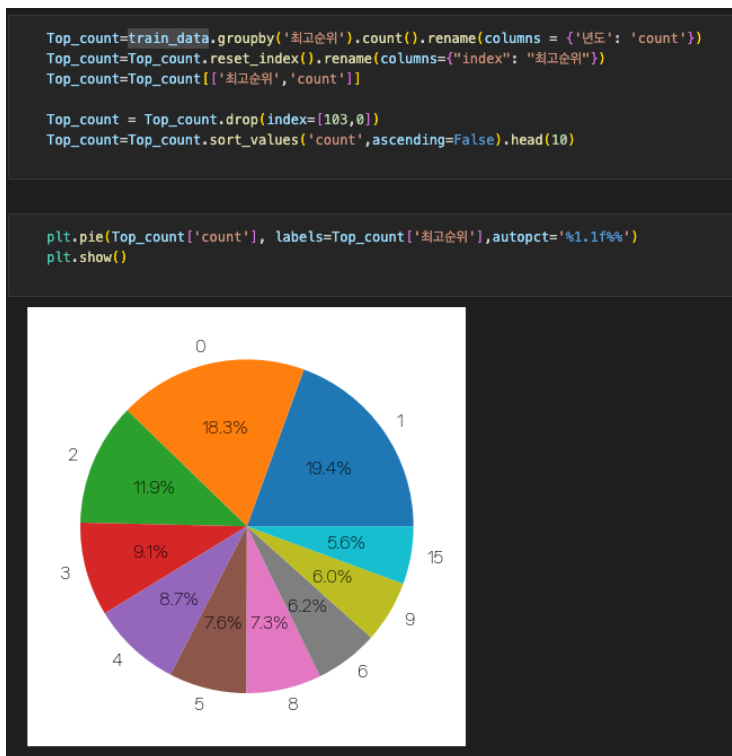 Top_count=train_data.groupby('최고순위').count().rename(columns = {'년도': 'count'})
Top_count=Top_count.reset_index().rename(columns={"index": "최고순위"})
Top_count=Top_count[['최고순위','count']]
Top_count = Top_count.drop(index=[103,0])
Top_count=Top_count.sort_values('count',ascending=False).head(10)
plt.pie(Top_count['count'], labels=Top_count['최고순위'],autopct='%1.1f%%')
plt.show()
0
18.3%
1
19.4%
2
11.9%
3
9.1%
4
8.7%
5
7.6%
8
7.3%
6
6.2%
9
6.0%
15
5.6%